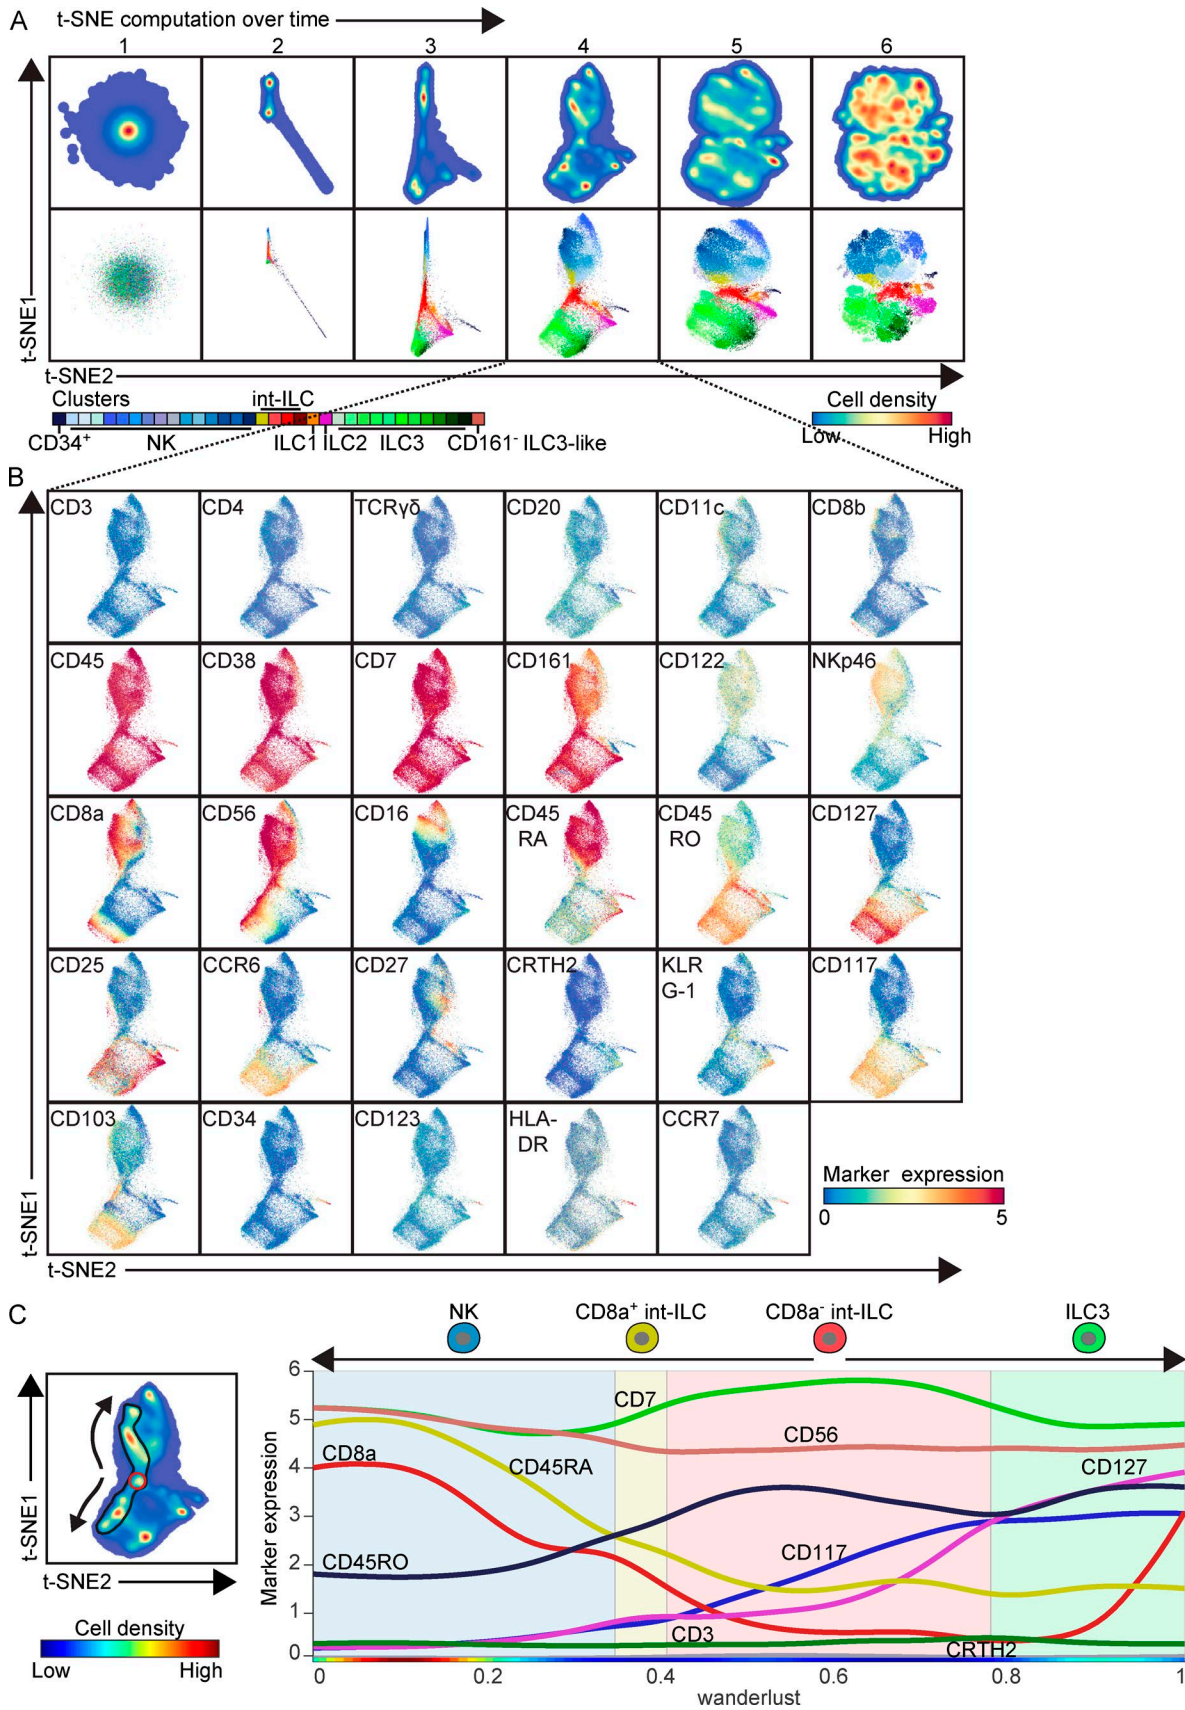 A
t-SNE computation over time
1 2 3 4 5 6
t-SNE1
t-SNE2
Clusters
int-ILC
CD34⁺ NK ILC1 ILC2 ILC3 CD161⁻ ILC3-like
Cell density
Low High
B
CD3 CD4 TCRγδ CD20 CD11c CD8b
CD45 CD38 CD7 CD161 CD122 NKp46
CD8a CD56 CD16 CD45 RA CD45 RO CD127
CD25 CCR6 CD27 CRTH2 KLR G-1 CD117
CD103 CD34 CD123 HLA-DR CCR7
Marker expression
0 5
t-SNE1
t-SNE2
C
NK CD8a⁺ int-ILC CD8a⁻ int-ILC ILC3
t-SNE1
t-SNE2
Cell density
Low High
Marker expression
6
5
4
3
2
1
0
CD7
CD56
CD8a
CD45RA
CD127
CD45RO
CD117
CD3
CRTH2
0 0.2 0.4 0.6 0.8 1
wanderlust